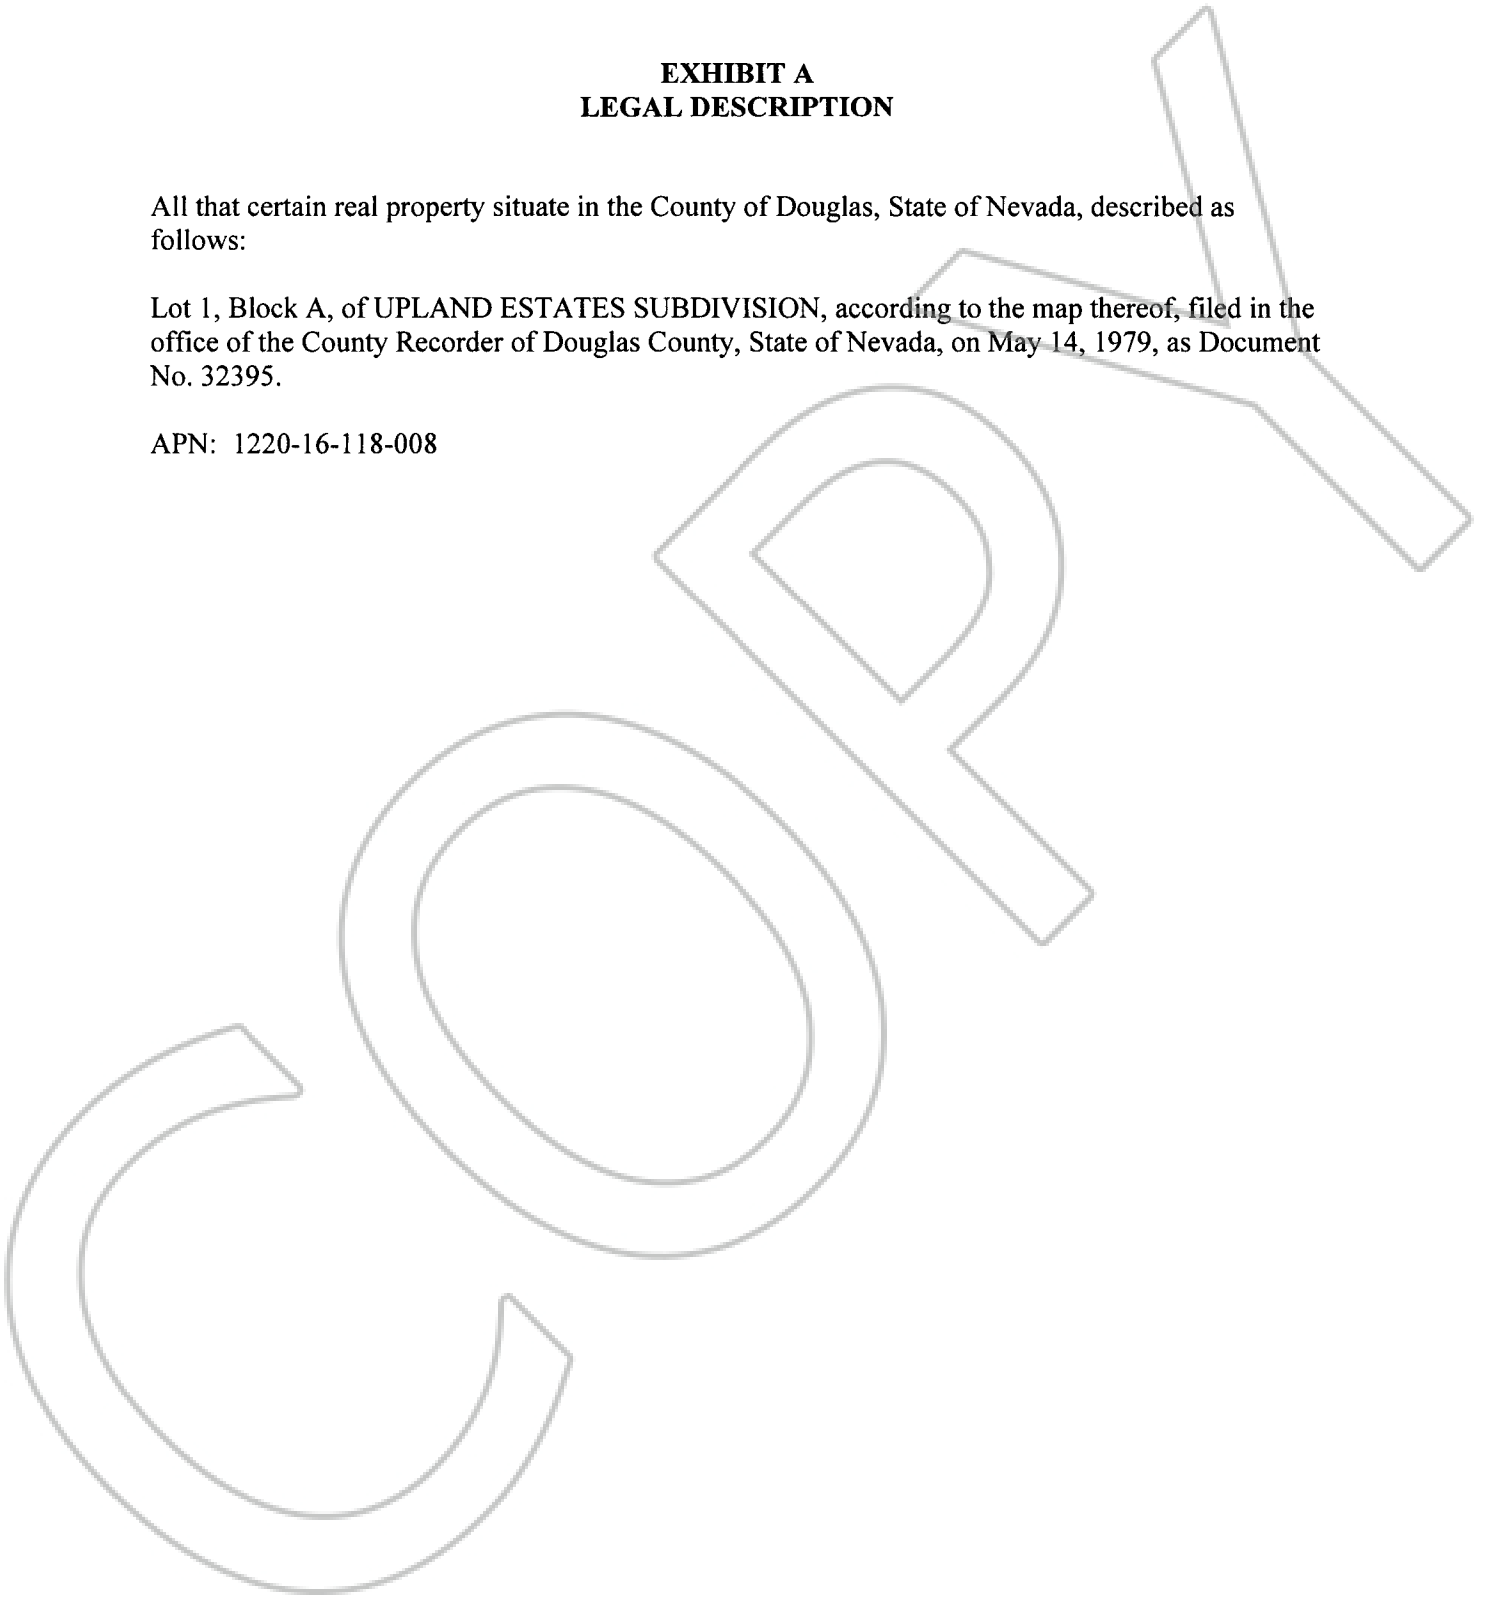 EXHIBIT A
LEGAL DESCRIPTION
All that certain real property situate in the County of Douglas, State of Nevada, described as
follows:
Lot 1, Block A, of UPLAND ESTATES SUBDIVISION, according to the map thereof, filed in the
office of the County Recorder of Douglas County, State of Nevada, on May 14, 1979, as Document
No. 32395.
APN: 1220-16-118-008
COPY